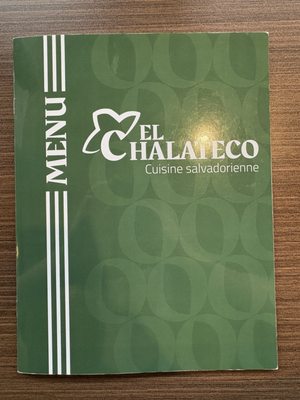 MENU
EL
CHALATECO
Cuisine salvadorienne